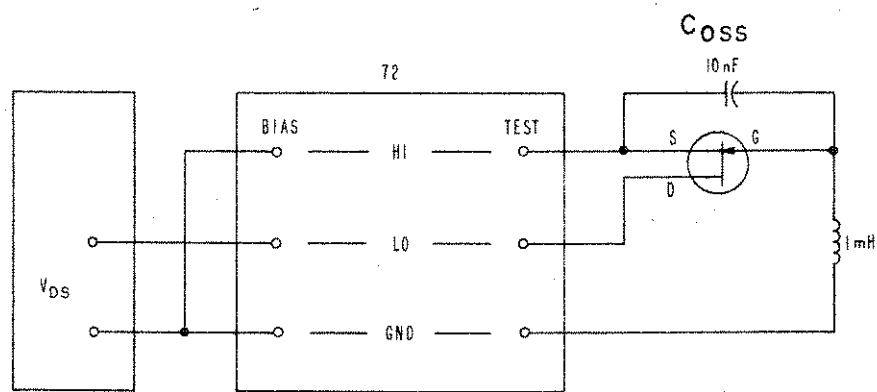 COSS
10nF
72
BIAS
HI
TEST
S
G
D
LO
1mH
VDS
GND